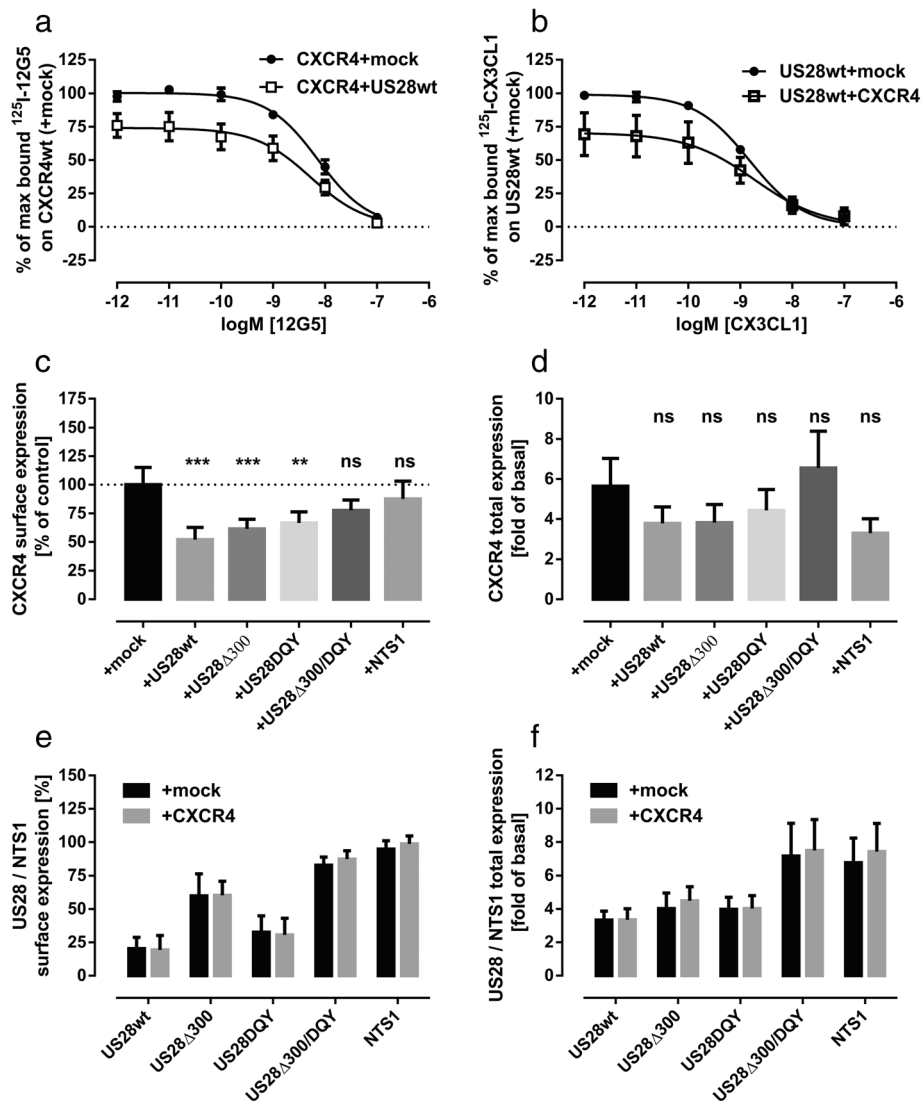 a
% of max bound ¹²⁵I-12G5
on CXCR4wt (+mock)
125
100
75
50
25
0
-25
CXCR4+mock
CXCR4+US28wt
-12 -11 -10 -9 -8 -7 -6
logM [12G5]
b
% of max bound ¹²⁵I-CX3CL1
on US28wt (+mock)
125
100
75
50
25
0
-25
US28wt+mock
US28wt+CXCR4
-12 -11 -10 -9 -8 -7 -6
logM [CX3CL1]
c
CXCR4 surface expression
[% of control]
175
150
125
100
75
50
25
0
*** *** ** ns ns
+mock
+US28wt
+US28Δ300
+US28DQY
+US28Δ300/DQY
+NTS1
d
CXCR4 total expression
[fold of basal]
10
8
6
4
2
0
ns ns ns ns ns
+mock
+US28wt
+US28Δ300
+US28DQY
+US28Δ300/DQY
+NTS1
e
US28 / NTS1
surface expression [%]
150
125
100
75
50
25
0
+mock
+CXCR4
US28wt
US28Δ300
US28DQY
US28Δ300/DQY
NTS1
f
US28 / NTS1 total expression
[fold of basal]
12
10
8
6
4
2
0
+mock
+CXCR4
US28wt
US28Δ300
US28DQY
US28Δ300/DQY
NTS1